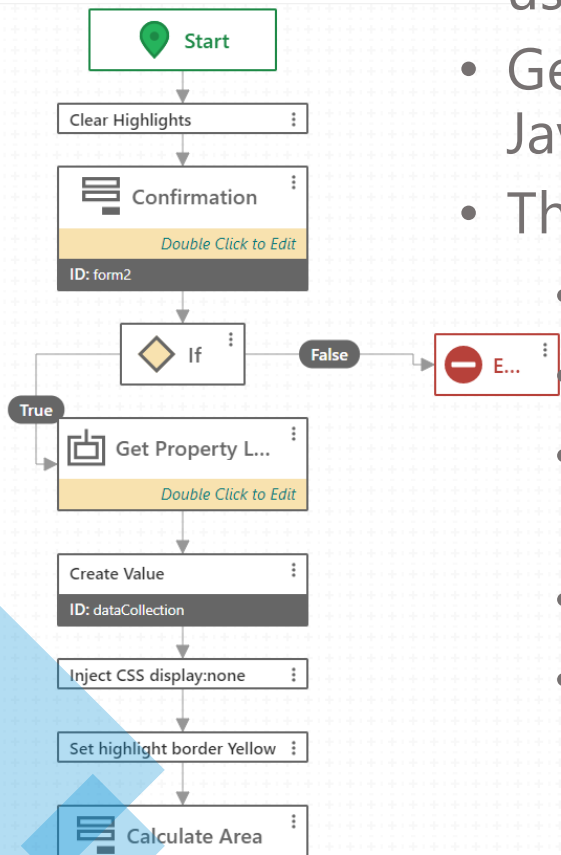 Start
Clear Highlights
Confirmation
Double Click to Edit
ID: form2
If
False
E...
True
Get Property L...
Double Click to Edit
Create Value
ID: dataCollection
Inject CSS display:none
Set highlight border Yellow
Calculate Area
• Ge
Jav
• Th